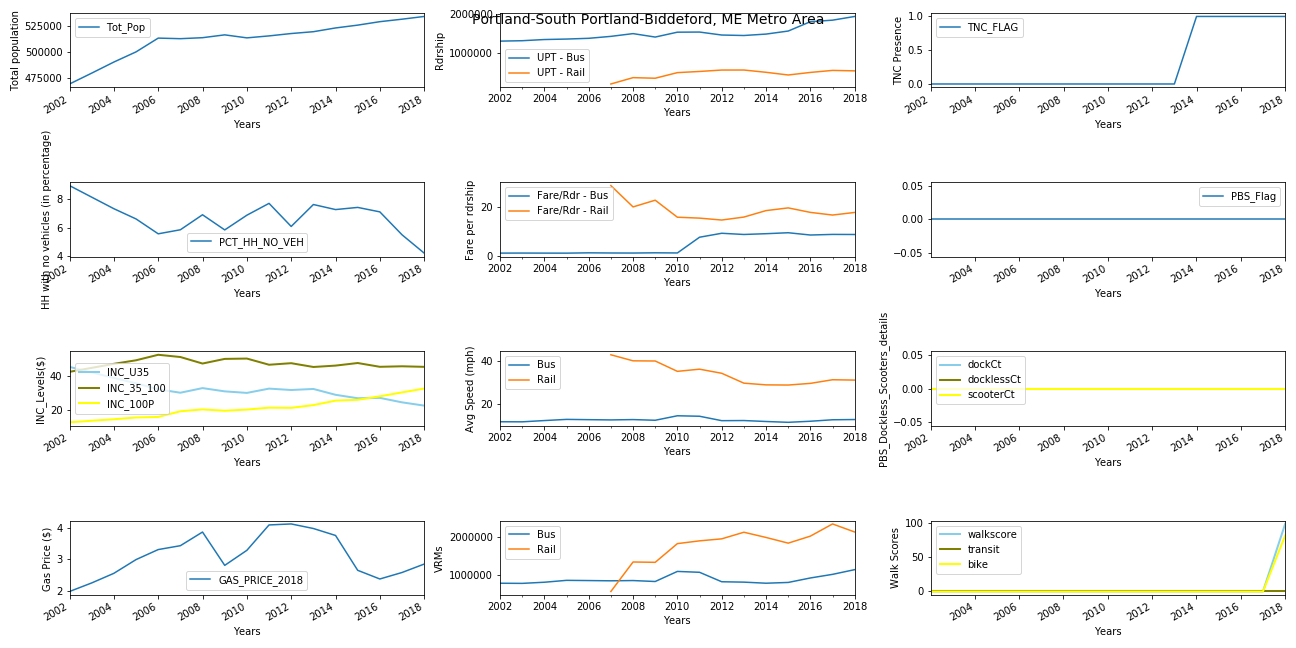 Portland-South Portland-Biddeford, ME Metro Area
Total population
525000
500000
475000
Tot_Pop
2002 2004 2006 2008 2010 2012 2014 2016 2018
Years
Rdrship
2000000
1000000
UPT - Bus
UPT - Rail
2002 2004 2006 2008 2010 2012 2014 2016 2018
Years
TNC Presence
1.0
0.5
0.0
TNC_FLAG
2002 2004 2006 2008 2010 2012 2014 2016 2018
Years
HH with no vehicles (in percentage)
8
6
4
PCT_HH_NO_VEH
2002 2004 2006 2008 2010 2012 2014 2016 2018
Years
Fare per rdrship
20
0
Fare/Rdr - Bus
Fare/Rdr - Rail
2002 2004 2006 2008 2010 2012 2014 2016 2018
Years
0.05
0.00
−0.05
PBS_Flag
2004 2006 2008 2010 2012 2014 2016 2018
Years
INC_Levels($)
40
20
INC_U35
INC_35_100
INC_100P
2002 2004 2006 2008 2010 2012 2014 2016 2018
Years
Avg Speed (mph)
40
20
Bus
Rail
2002 2004 2006 2008 2010 2012 2014 2016 2018
Years
PBS_Dockless_Scooters_details
0.05
0.00
−0.05
dockCt
docklessCt
scooterCt
2002 2004 2006 2008 2010 2012 2014 2016 2018
Years
Gas Price ($)
4
3
2
GAS_PRICE_2018
2002 2004 2006 2008 2010 2012 2014 2016 2018
Years
VRMs
2000000
1000000
Bus
Rail
2002 2004 2006 2008 2010 2012 2014 2016 2018
Years
Walk Scores
100
50
0
walkscore
transit
bike
2004 2006 2008 2010 2012 2014 2016 2018
Years